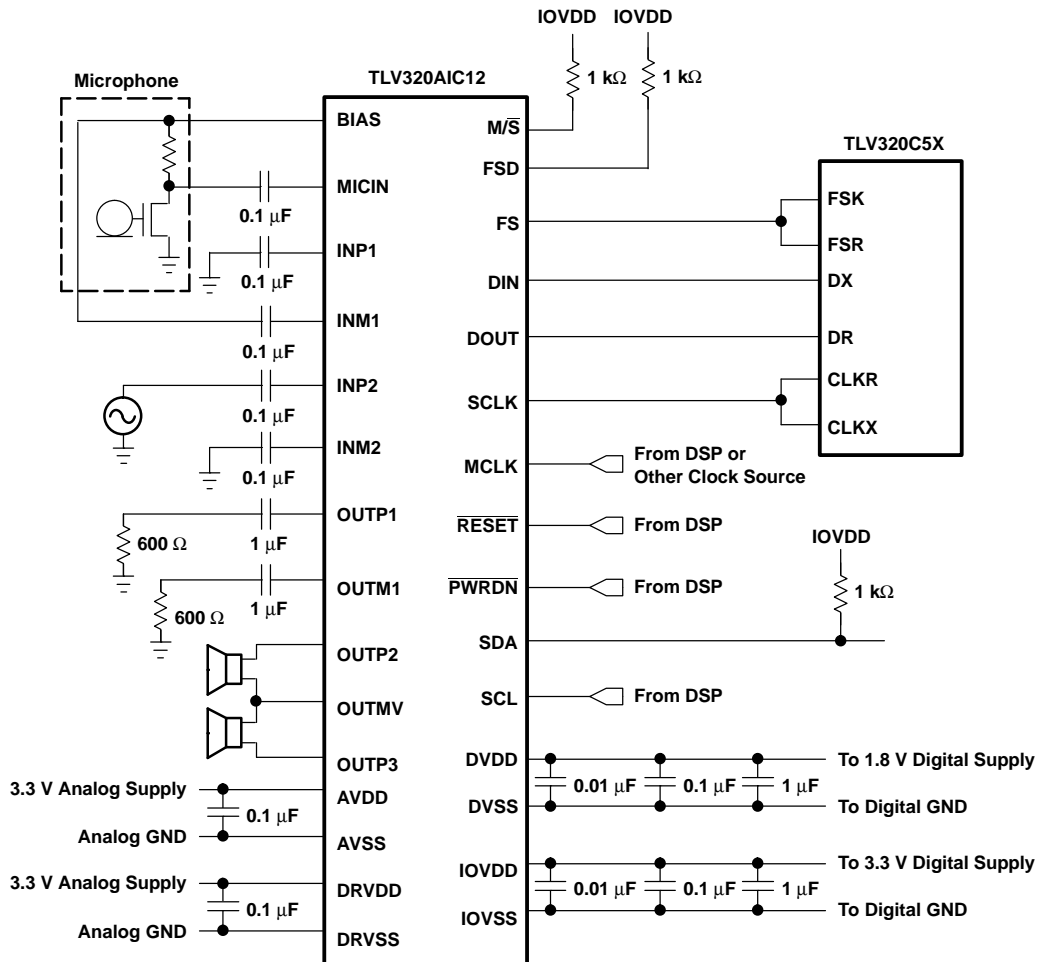 IOVDD
IOVDD
1 kΩ
1 kΩ
Microphone
TLV320AIC12
TLV320C5X
BIAS
MICIN
0.1 μF
INP1
0.1 μF
INM1
0.1 μF
INP2
0.1 μF
INM2
0.1 μF
OUTP1
600 Ω
1 μF
OUTM1
600 Ω
1 μF
OUTP2
OUTMV
OUTP3
3.3 V Analog Supply
AVDD
0.1 μF
Analog GND
AVSS
3.3 V Analog Supply
DRVDD
0.1 μF
Analog GND
DRVSS
M/S
FSD
FS
DIN
DOUT
SCLK
MCLK
RESET
PWRDN
SDA
SCL
DVDD
DVSS
IOVDD
IOVSS
FSK
FSR
DX
DR
CLKR
CLKX
From DSP or
Other Clock Source
From DSP
From DSP
IOVDD
1 kΩ
From DSP
To 1.8 V Digital Supply
0.01 μF
0.1 μF
1 μF
To Digital GND
To 3.3 V Digital Supply
0.01 μF
0.1 μF
1 μF
To Digital GND